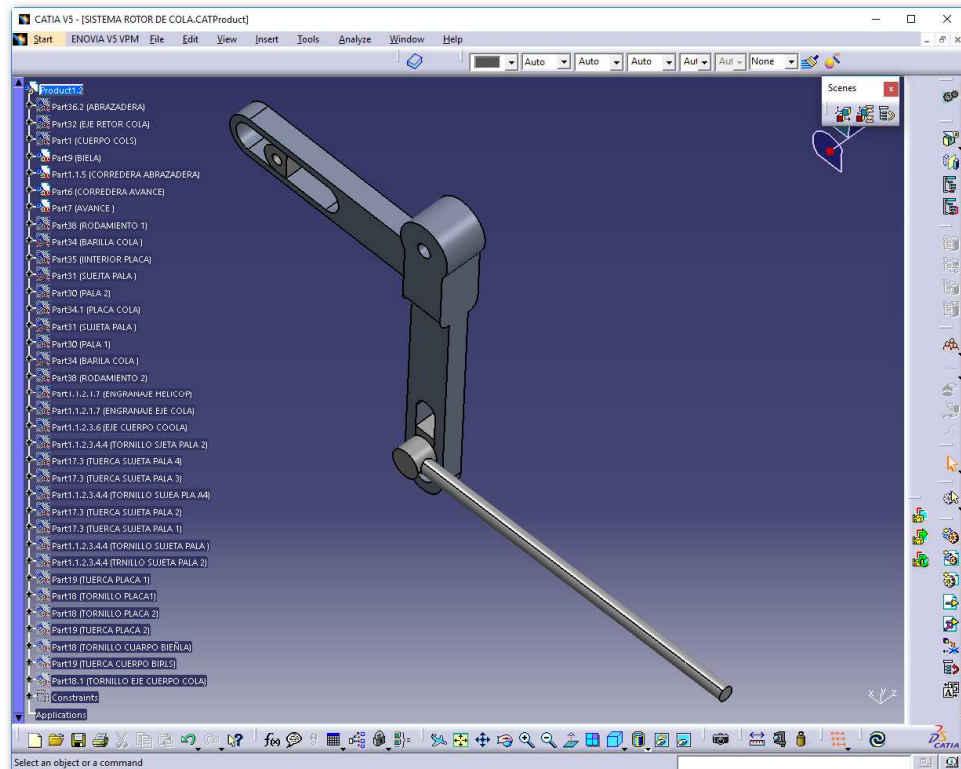 CATIA V5 - [SISTEMA ROTOR DE COLA.CATProduct]
Start ENOVIA V5 VPM File Edit View Insert Tools Analyze Window Help
Auto Auto Auto Aut Aut None
Scenes
Product1.2
Part36.2 (ABRAZADERA)
Part32 (EJE RETOR COLA)
Part1 (CUERPO COLS)
Part9 (BIELA)
Part1.1.5 (CORREDERA ABRAZADERA)
Part6 (CORREDERA AVANCE)
Part7 (AVANCE )
Part38 (RODAMIENTO 1)
Part34 (BARILLA COLA )
Part35 (IINTERIOR PLACA)
Part31 (SUEJTA PALA )
Part30 (PALA 2)
Part34.1 (PLACA COLA)
Part31 (SUJETA PALA )
Part30 (PALA 1)
Part34 (BARILA COLA )
Part38 (RODAMIENTO 2)
Part1.1.2.1.7 (ENGRANAJE HELICOP)
Part1.1.2.1.7 (ENGRANAJE EJE COLA)
Part1.1.2.3.6 (EJE CUERPO COOLA)
Part1.1.2.3.4.4 (TORNILLO SJETA PALA 2)
Part17.3 (TUERCA SUJETA PALA 4)
Part17.3 (TUERCA SUJETA PALA 3)
Part1.1.2.3.4.4 (TORNILLO SUJEA PLA A4)
Part17.3 (TUERCA SUJETA PALA 2)
Part17.3 (TUERCA SUJETA PALA 1)
Part1.1.2.3.4.4 (TORNILLO SUJETA PALA )
Part1.1.2.3.4.4 (TRNILLO SUJETA PALA 2)
Part19 (TUERCA PLACA 1)
Part18 (TORNILLO PLACA1)
Part18 (TORNILLO PLACA 2)
Part19 (TUERCA PLACA 2)
Part18 (TORNILLO CUARPO BIEÑLA)
Part19 (TUERCA CUERPO BIRLS)
Part18.1 (TORNILLO EJE CUERPO COLA)
Constraints
Applications
x y z
f(x)
CATIA
Select an object or a command